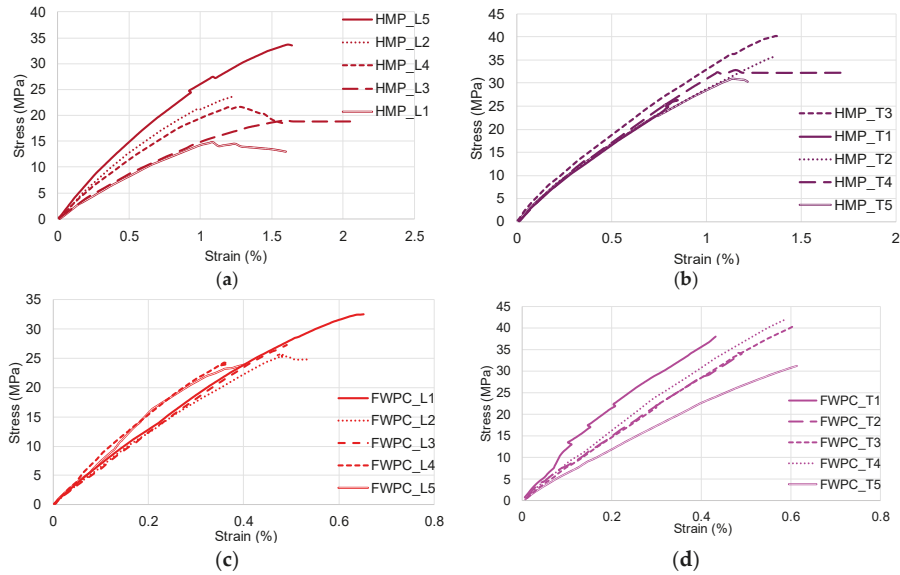 (a)
Stress (MPa)
40
35
30
25
20
15
10
5
0
0 0.5 1 1.5 2 2.5
Strain (%)
HMP_L5
HMP_L2
HMP_L4
HMP_L3
HMP_L1
(b)
Stress (MPa)
45
40
35
30
25
20
15
10
5
0
0 0.5 1 1.5 2
Strain (%)
HMP_T3
HMP_T1
HMP_T2
HMP_T4
HMP_T5
(c)
Stress (MPa)
35
30
25
20
15
10
5
0
0 0.2 0.4 0.6 0.8
Strain (%)
FWPC_L1
FWPC_L2
FWPC_L3
FWPC_L4
FWPC_L5
(d)
Stress (MPa)
45
40
35
30
25
20
15
10
5
0
0 0.2 0.4 0.6 0.8
Strain (%)
FWPC_T1
FWPC_T2
FWPC_T3
FWPC_T4
FWPC_T5